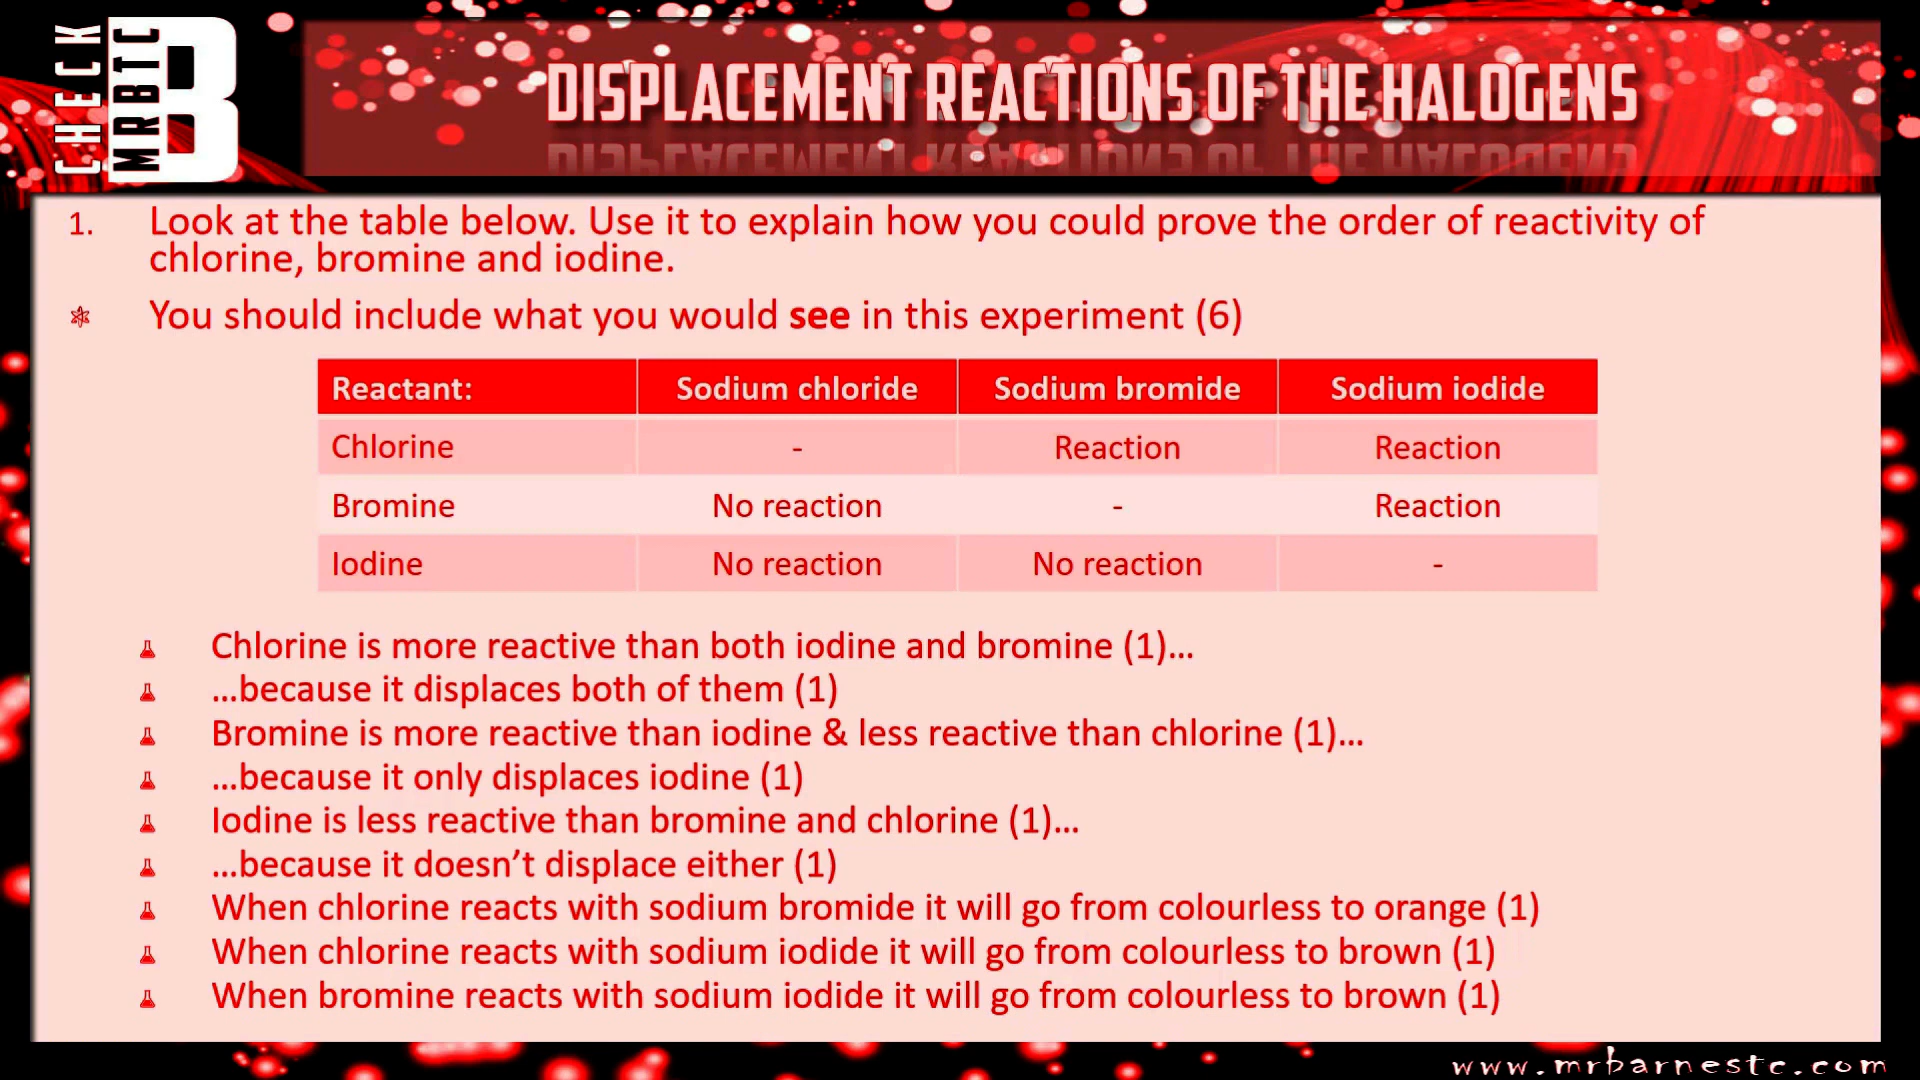 CHECK
MRBTC
B
DISPLACEMENT REACTIONS OF THE HALOGENS
1. Look at the table below. Use it to explain how you could prove the order of reactivity of
chlorine, bromine and iodine.
You should include what you would see in this experiment (6)
Reactant: Sodium chloride Sodium bromide Sodium iodide
Chlorine - Reaction Reaction
Bromine No reaction - Reaction
Iodine No reaction No reaction -
Chlorine is more reactive than both iodine and bromine (1)...
...because it displaces both of them (1)
Bromine is more reactive than iodine & less reactive than chlorine (1)...
...because it only displaces iodine (1)
Iodine is less reactive than bromine and chlorine (1)...
...because it doesn’t displace either (1)
When chlorine reacts with sodium bromide it will go from colourless to orange (1)
When chlorine reacts with sodium iodide it will go from colourless to brown (1)
When bromine reacts with sodium iodide it will go from colourless to brown (1)
www.mrbarnestc.com